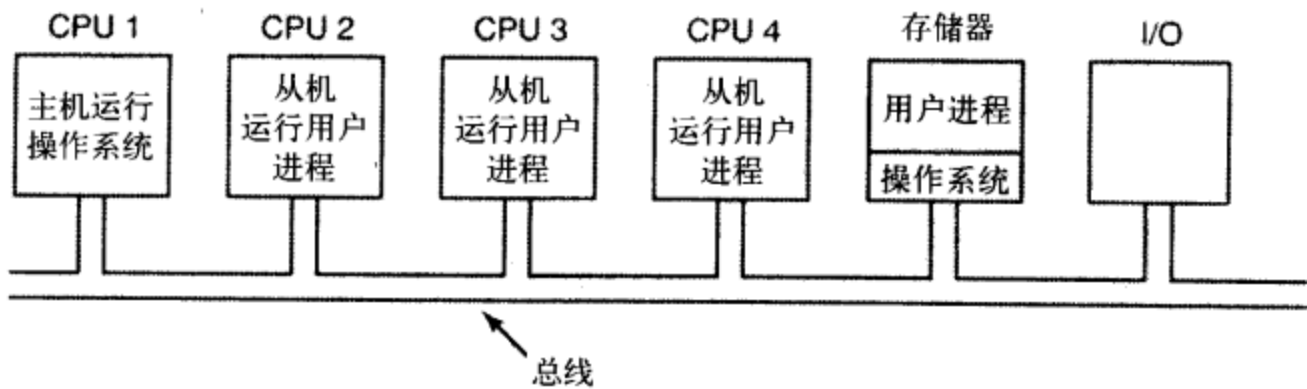 CPU 1
CPU 2
CPU 3
CPU 4
存储器
I/O
主机运行
操作系统
从机
运行用户
进程
从机
运行用户
进程
从机
运行用户
进程
用户进程
操作系统
总线